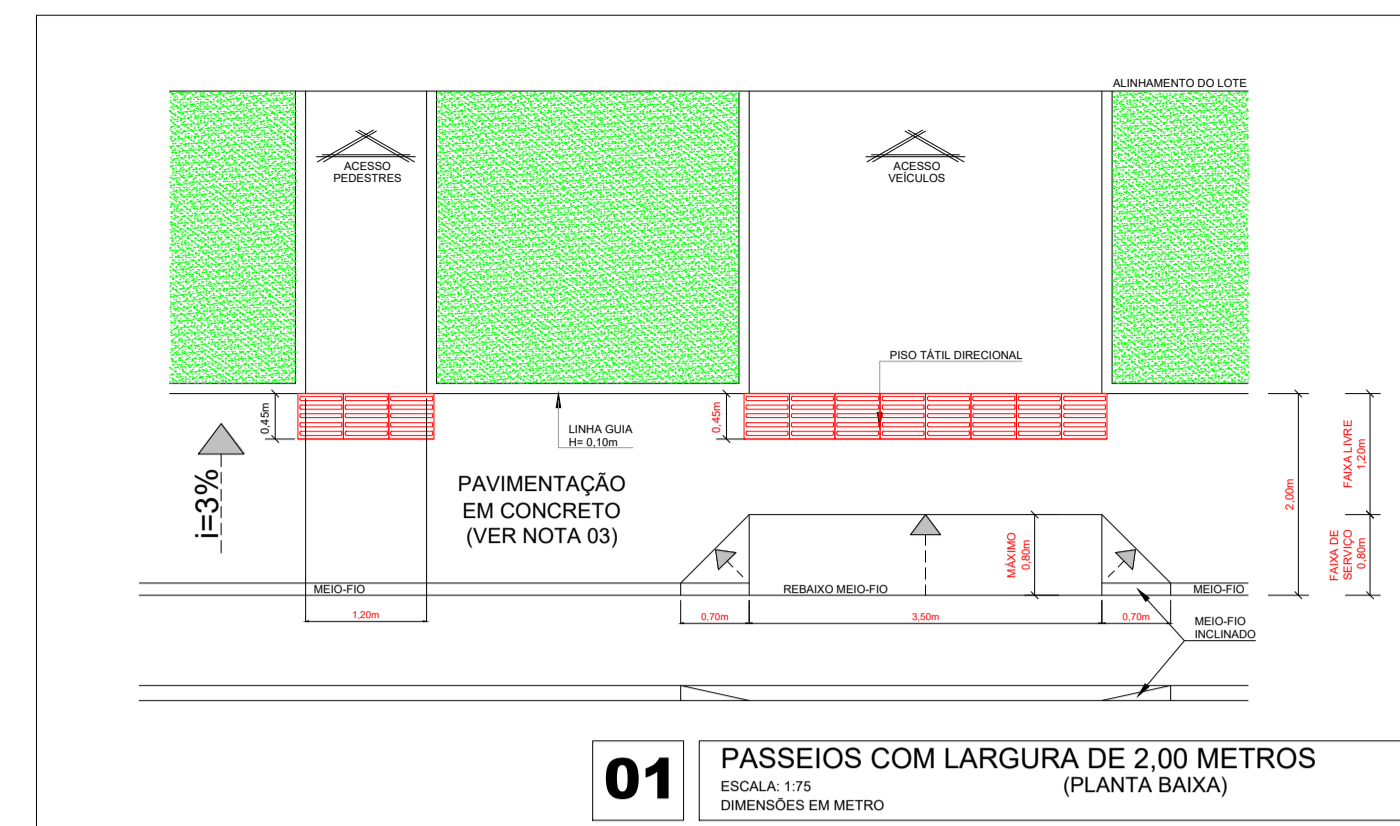 ALINHAMENTO DO LOTE
ACESSO
PEDESTRES
ACESSO
VEÍCULOS
PISO TÁTIL DIRECIONAL
0,45m
LINHA GUIA
H= 0,10m
0,45m
i=3%
PAVIMENTAÇÃO
EM CONCRETO
(VER NOTA 03)
MÁXIMO
0,80m
2,00m
FAIXA LIVRE
1,20m
FAIXA DE
SERVIÇO
0,80m
MEIO-FIO
REBAIXO MEIO-FIO
MEIO-FIO
1,20m
0,70m
3,50m
0,70m
MEIO-FIO
INCLINADO
01
PASSEIOS COM LARGURA DE 2,00 METROS
(PLANTA BAIXA)
ESCALA: 1:75
DIMENSÕES EM METRO